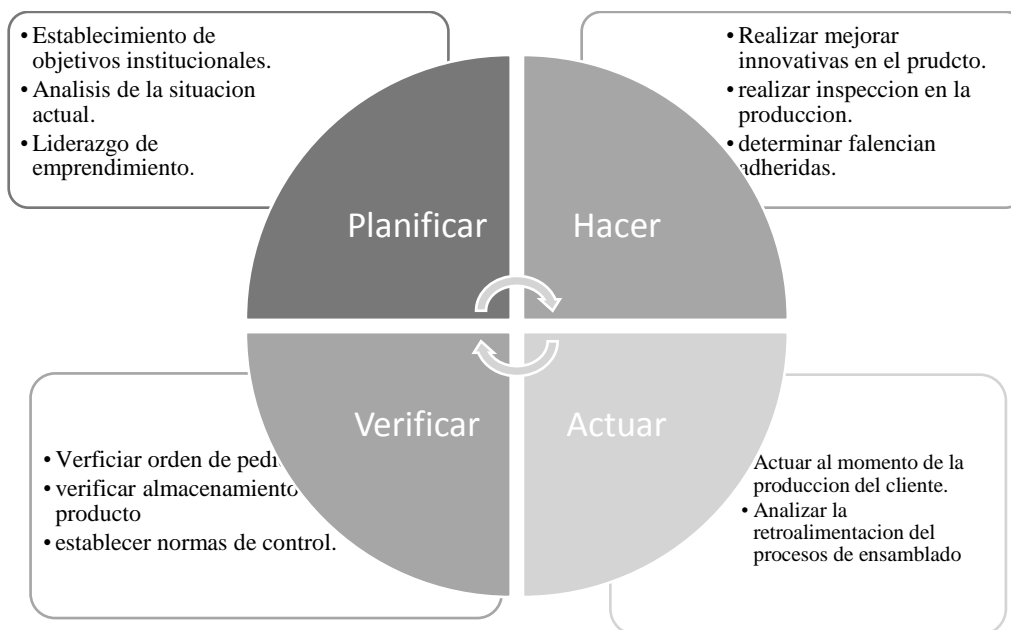 • Establecimiento de
objetivos institucionales.
• Analisis de la situacion
actual.
• Liderazgo de
emprendimiento.
• Realizar mejorar
innovativas en el prudcto.
• realizar inspeccion en la
produccion.
• determinar falencian
adheridas.
Planificar
Hacer
Verificar
Actuar
• Verficiar orden de
• verificar almacenamiento
producto
• establecer normas de control.
Actuar al momento de la
produccion del cliente.
• Analizar la
retroalimentacion del
procesos de ensamblado